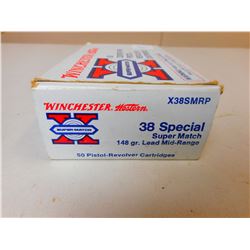 WINCHESTER Western
X38SMRP
X
SUPER MATCH
38 Special
Super Match
148 gr. Lead Mid-Range
50 Pistol-Revolver Cartridges